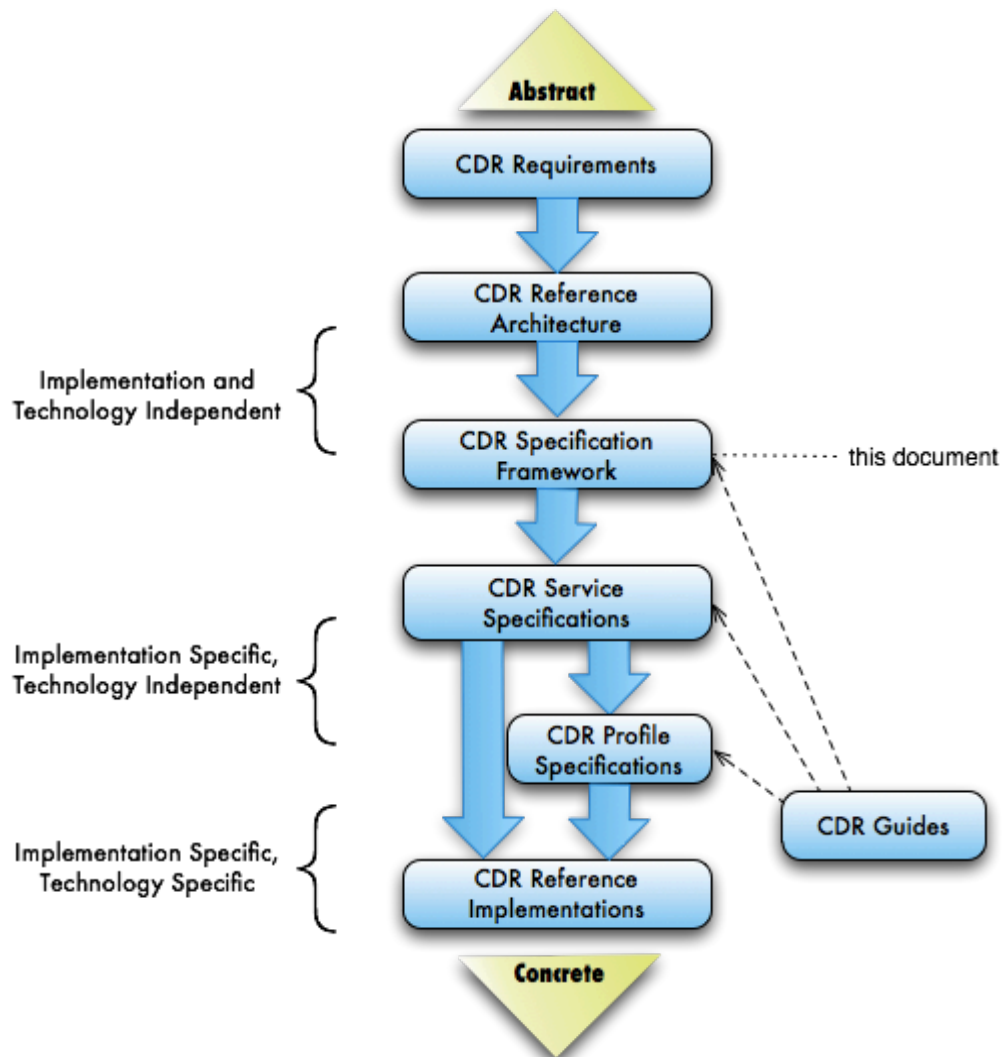 Abstract
CDR Requirements
CDR Reference
Architecture
Implementation and
Technology Independent
CDR Specification
Framework
this document
CDR Service
Specifications
Implementation Specific,
Technology Independent
CDR Profile
Specifications
CDR Guides
Implementation Specific,
Technology Specific
CDR Reference
Implementations
Concrete